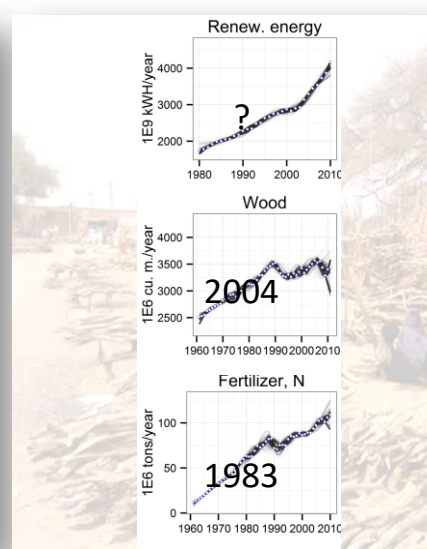 Renew. energy
1E9 kWH/year
4000
3000
2000
?
1980 1990 2000 2010
Wood
1E6 cu. m./year
4000
3500
3000
2500
2004
1960 1970 1980 1990 2000 2010
Fertilizer, N
1E6 tons/year
100
50
0
1983
1960 1970 1980 1990 2000 2010